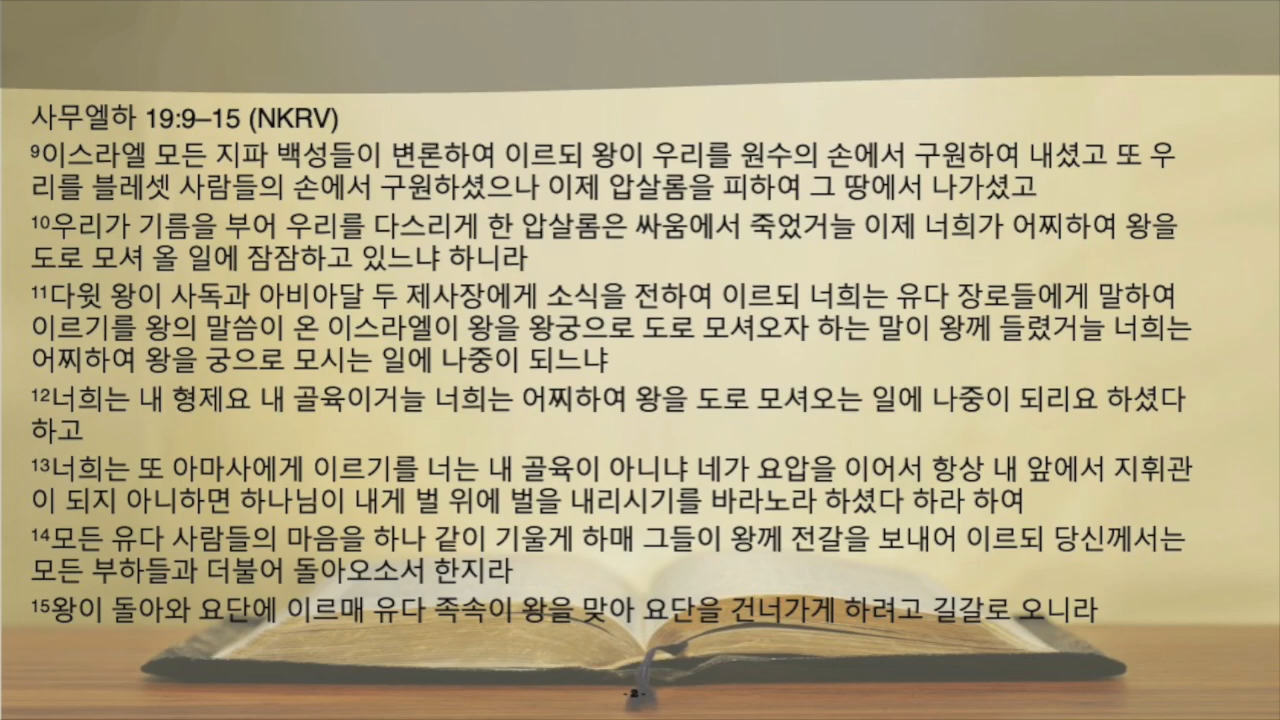 사무엘하 19:9–15 (NKRV)
⁹이스라엘 모든 지파 백성들이 변론하여 이르되 왕이 우리를 원수의 손에서 구원하여 내셨고 또 우
리를 블레셋 사람들의 손에서 구원하셨으나 이제 압살롬을 피하여 그 땅에서 나가셨고
¹⁰우리가 기름을 부어 우리를 다스리게 한 압살롬은 싸움에서 죽었거늘 이제 너희가 어찌하여 왕을
도로 모셔 올 일에 잠잠하고 있느냐 하니라
¹¹다윗 왕이 사독과 아비아달 두 제사장에게 소식을 전하여 이르되 너희는 유다 장로들에게 말하여
이르기를 왕의 말씀이 온 이스라엘이 왕을 왕궁으로 도로 모셔오자 하는 말이 왕께 들렸거늘 너희는
어찌하여 왕을 궁으로 모시는 일에 나중이 되느냐
¹²너희는 내 형제요 내 골육이거늘 너희는 어찌하여 왕을 도로 모셔오는 일에 나중이 되리요 하셨다
하고
¹³너희는 또 아마사에게 이르기를 너는 내 골육이 아니냐 네가 요압을 이어서 항상 내 앞에서 지휘관
이 되지 아니하면 하나님이 내게 벌 위에 벌을 내리시기를 바라노라 하셨다 하라 하여
¹⁴모든 유다 사람들의 마음을 하나 같이 기울게 하매 그들이 왕께 전갈을 보내어 이르되 당신께서는
모든 부하들과 더불어 돌아오소서 한지라
¹⁵왕이 돌아와 요단에 이르매 유다 족속이 왕을 맞아 요단을 건너가게 하려고 길갈로 오니라
- 2 -